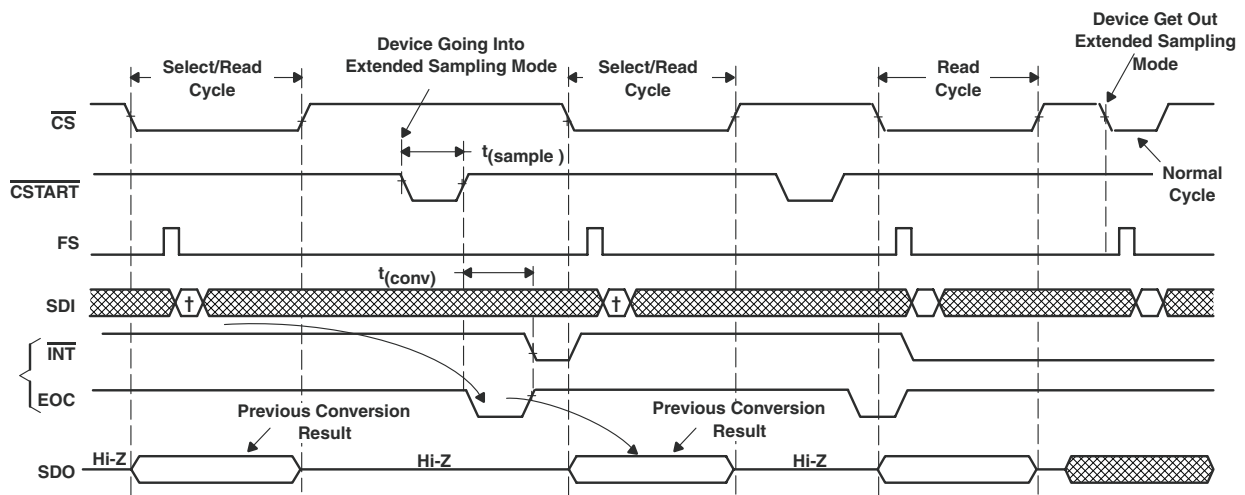 Device Get Out
Extended Sampling
Mode
Device Going Into
Extended Sampling Mode
Select/Read
Cycle
Select/Read
Cycle
Read
Cycle
CS
t(sample )
CSTART
Normal
Cycle
FS
t(conv)
SDI
†
†
INT
EOC
Previous Conversion
Result
Previous Conversion
Result
SDO
Hi-Z
Hi-Z
Hi-Z